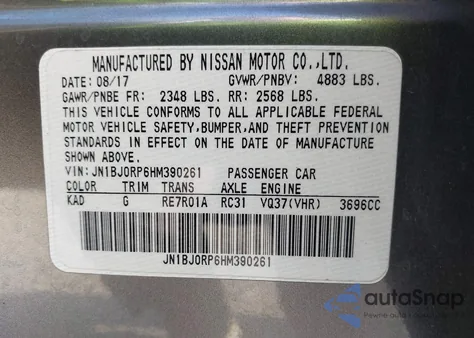 MANUFACTURED BY NISSAN MOTOR CO.,LTD.
DATE: 08/17 GVWR/PNBV: 4883 LBS.
GAWR/PNBE FR: 2348 LBS. RR: 2568 LBS.
THIS VEHICLE CONFORMS TO ALL APPLICABLE FEDERAL
MOTOR VEHICLE SAFETY,BUMPER,AND THEFT PREVENTION
STANDARDS IN EFFECT ON THE DATE OF MANUFACTURE
SHOWN ABOVE.
VIN:JN1BJ0RP6HM390261 PASSENGER CAR
COLOR TRIM TRANS AXLE ENGINE
KAD G RE7R01A RC31 VQ37(VHR) 3696CC
JN1BJ0RP6HM390261
autoSnap
Pewne auto z